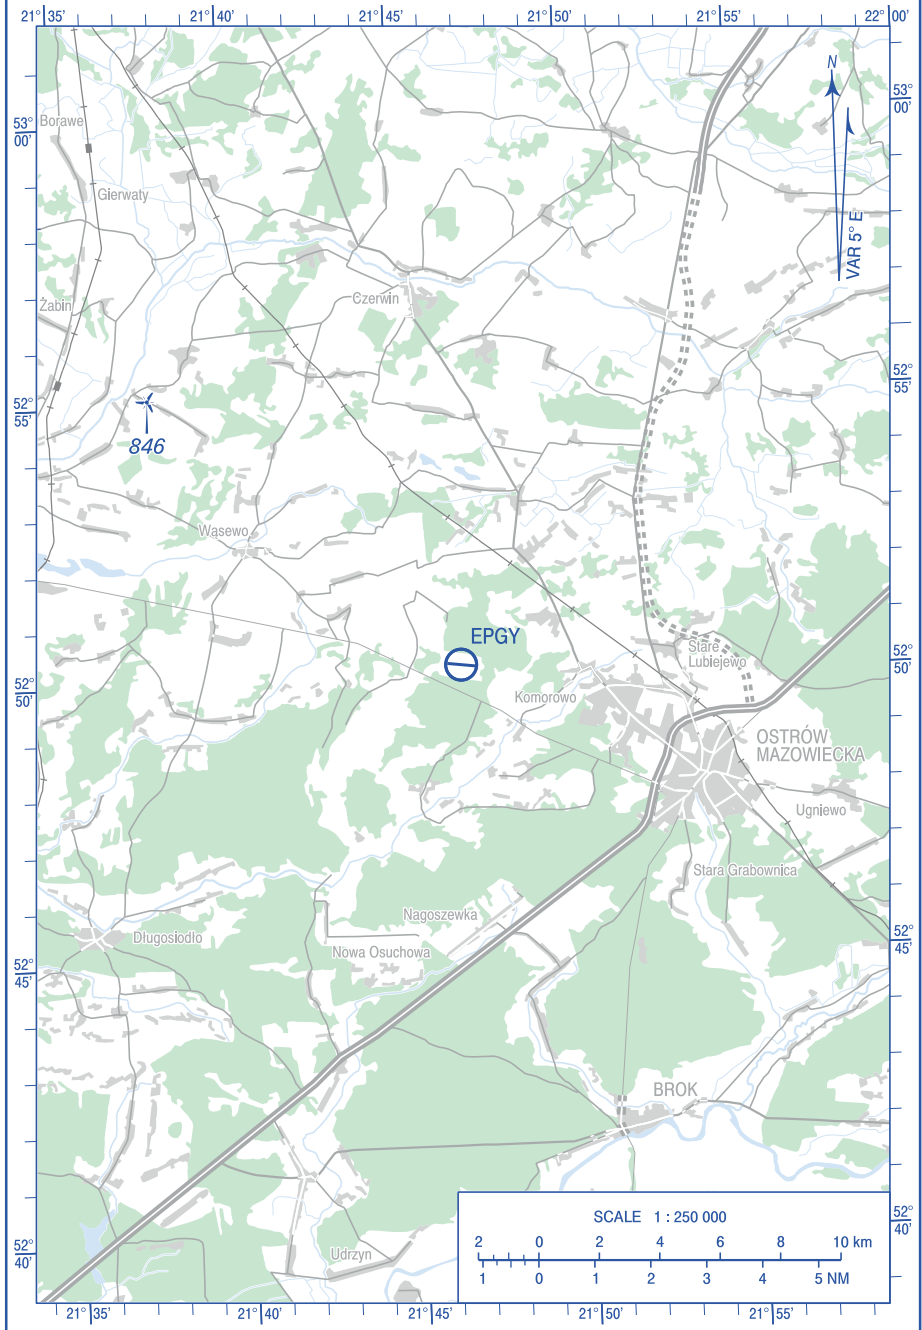 21°35' 21°40' 21°45' 21°50' 21°55' 22°00'
N
53°
00'
53°
00'
Borawe
Gierwaty
VAR 5° E
Żabin
Czerwin
52°
55'
52°
55'
846
Wąsewo
EPGY
Stare
Lubiejewo
52°
50'
52°
50'
Komorowo
OSTRÓW
MAZOWIECKA
Ugniewo
Stara Grabownica
Nagoszewka
Długosiodło
Nowa Osuchowa
52°
45'
52°
45'
BROK
SCALE 1 : 250 000
52°
40'
52°
40'
2 0 2 4 6 8 10 km
Udrzyn
1 0 1 2 3 4 5 NM
21°35' 21°40' 21°45' 21°50' 21°55'